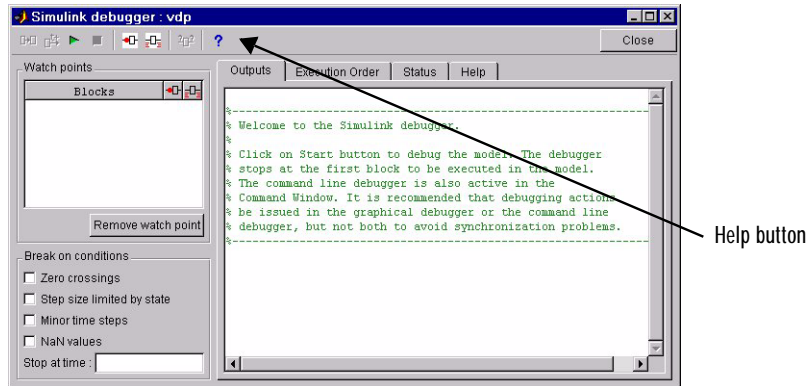 Simulink debugger : vdp
?
Close
Watch points
Blocks
Remove watch point
Break on conditions
Zero crossings
Step size limited by state
Minor time steps
NaN values
Stop at time :
Outputs
Execution Order
Status
Help
%----------------------------------------------------------------
% Welcome to the Simulink debugger.
%
% Click on Start button to debug the model. The debugger
% stops at the first block to be executed in the model.
% The command line debugger is also active in the
% Command Window. It is recommended that debugging actions
% be issued in the graphical debugger or the command line
% debugger, but not both to avoid synchronization problems.
%----------------------------------------------------------------
Help button